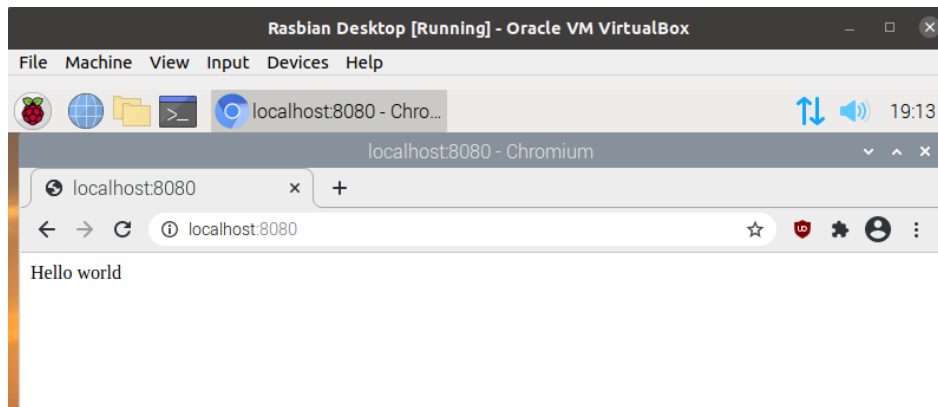 Rasbian Desktop [Running] - Oracle VM VirtualBox
File Machine View Input Devices Help
localhost:8080 - Chro... 19:13
localhost:8080 - Chromium
localhost:8080
localhost:8080
Hello world